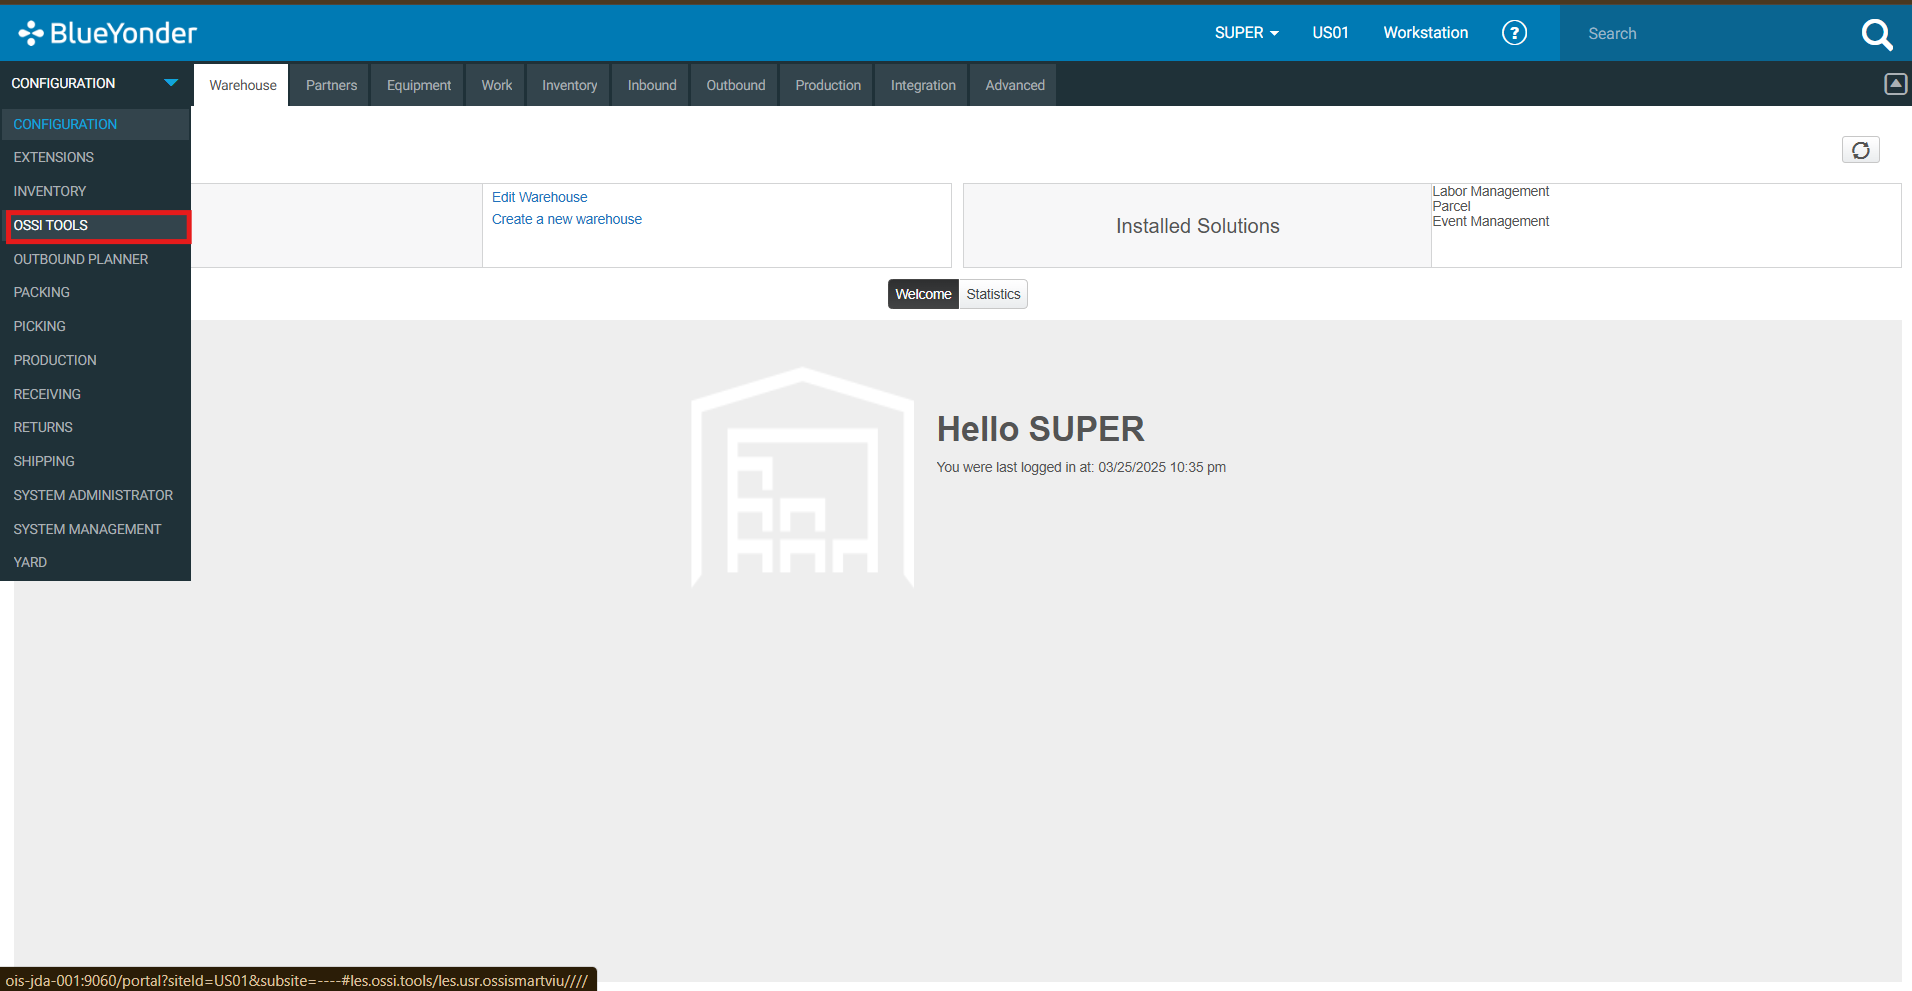 BlueYonder
SUPER
US01
Workstation
?
Search
CONFIGURATION
Warehouse
Partners
Equipment
Work
Inventory
Inbound
Outbound
Production
Integration
Advanced
CONFIGURATION
EXTENSIONS
INVENTORY
OSSI TOOLS
OUTBOUND PLANNER
PACKING
PICKING
PRODUCTION
RECEIVING
RETURNS
SHIPPING
SYSTEM ADMINISTRATOR
SYSTEM MANAGEMENT
YARD
Edit Warehouse
Create a new warehouse
Installed Solutions
Labor Management
Parcel
Event Management
Welcome
Statistics
Hello SUPER
You were last logged in at: 03/25/2025 10:35 pm
ois-jda-001:9060/portal?siteId=US01&subsite=----#les.ossi.tools/les.usr.ossismartviu////